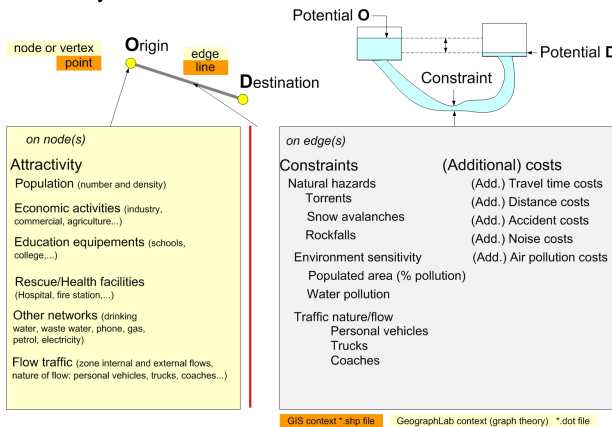 Potential O
Origin
node or vertex
point
edge
line
Destination
Potential D
Constraint
on node(s)
Attractivity
Population (number and density)
Economic activities (industry,
commercial, agriculture...)
Education equipements (schools,
college,...)
Rescue/Health facilities
(Hospital, fire station,...)
Other networks (drinking
water, waste water, phone, gas,
petrol, electricity)
Flow traffic (zone internal and external flows,
nature of flow: personal vehicles, trucks, coaches...)
on edge(s)
Constraints
Natural hazards
Torrents
Snow avalanches
Rockfalls
Environment sensitivity
Populated area (% pollution)
Water pollution
Traffic nature/flow
Personal vehicles
Trucks
Coaches
(Additional) costs
(Add.) Travel time costs
(Add.) Distance costs
(Add.) Accident costs
(Add.) Noise costs
(Add.) Air pollution costs
GIS context *.shp file
GeographLab context (graph theory) *.dot file